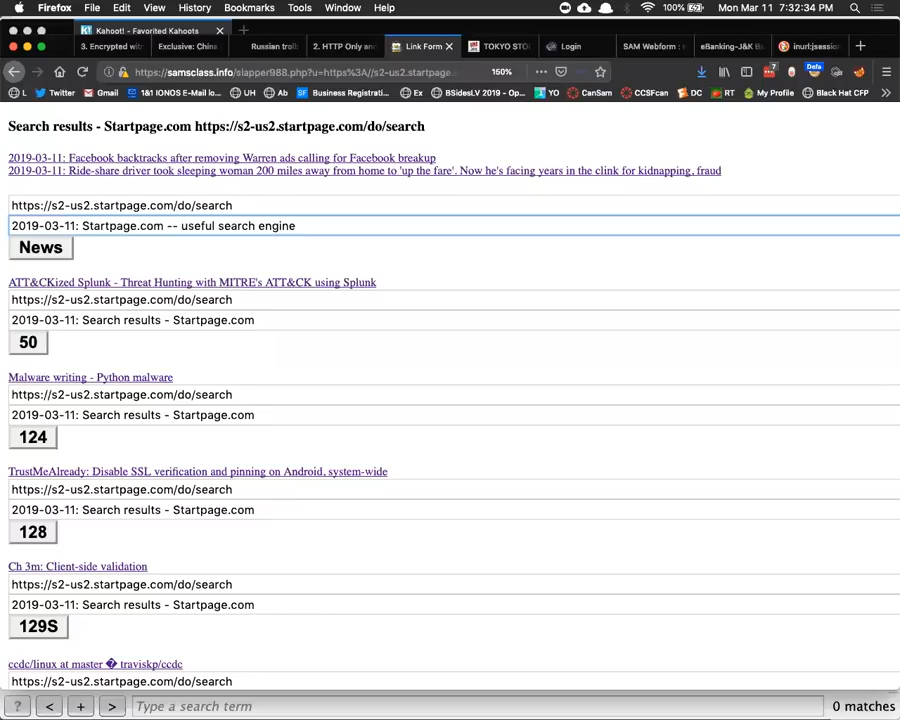 Firefox File Edit View History Bookmarks Tools Window Help 100% Mon Mar 11 7:32:34 PM
Kahoot! - Favorited Kahoots
3. Encrypted with Exclusive: China Russian troll 2. HTTP Only and Link Form TOKYO STO Login SAM Webform : eBanking-J&K B inurl:jsession
https://samsclass.info/slapper988.php?u=https%3A//s2-us2.startpage. 150% 7 Defa
L Twitter Gmail 1&1 IONOS E-Mail lo... UH Ab Business Registrati... Ex BSidesLV 2019 - Op... YO CanSam CCSFcan DC RT My Profile Black Hat CFP
Search results - Startpage.com https://s2-us2.startpage.com/do/search
2019-03-11: Facebook backtracks after removing Warren ads calling for Facebook breakup
2019-03-11: Ride-share driver took sleeping woman 200 miles away from home to 'up the fare'. Now he's facing years in the clink for kidnapping, fraud
https://s2-us2.startpage.com/do/search
2019-03-11: Startpage.com -- useful search engine
News
ATT&CKized Splunk - Threat Hunting with MITRE's ATT&CK using Splunk
https://s2-us2.startpage.com/do/search
2019-03-11: Search results - Startpage.com
50
Malware writing - Python malware
https://s2-us2.startpage.com/do/search
2019-03-11: Search results - Startpage.com
124
TrustMeAlready: Disable SSL verification and pinning on Android, system-wide
https://s2-us2.startpage.com/do/search
2019-03-11: Search results - Startpage.com
128
Ch 3m: Client-side validation
https://s2-us2.startpage.com/do/search
2019-03-11: Search results - Startpage.com
129S
ccdc/linux at master � traviskp/ccdc
https://s2-us2.startpage.com/do/search
? < + > Type a search term 0 matches